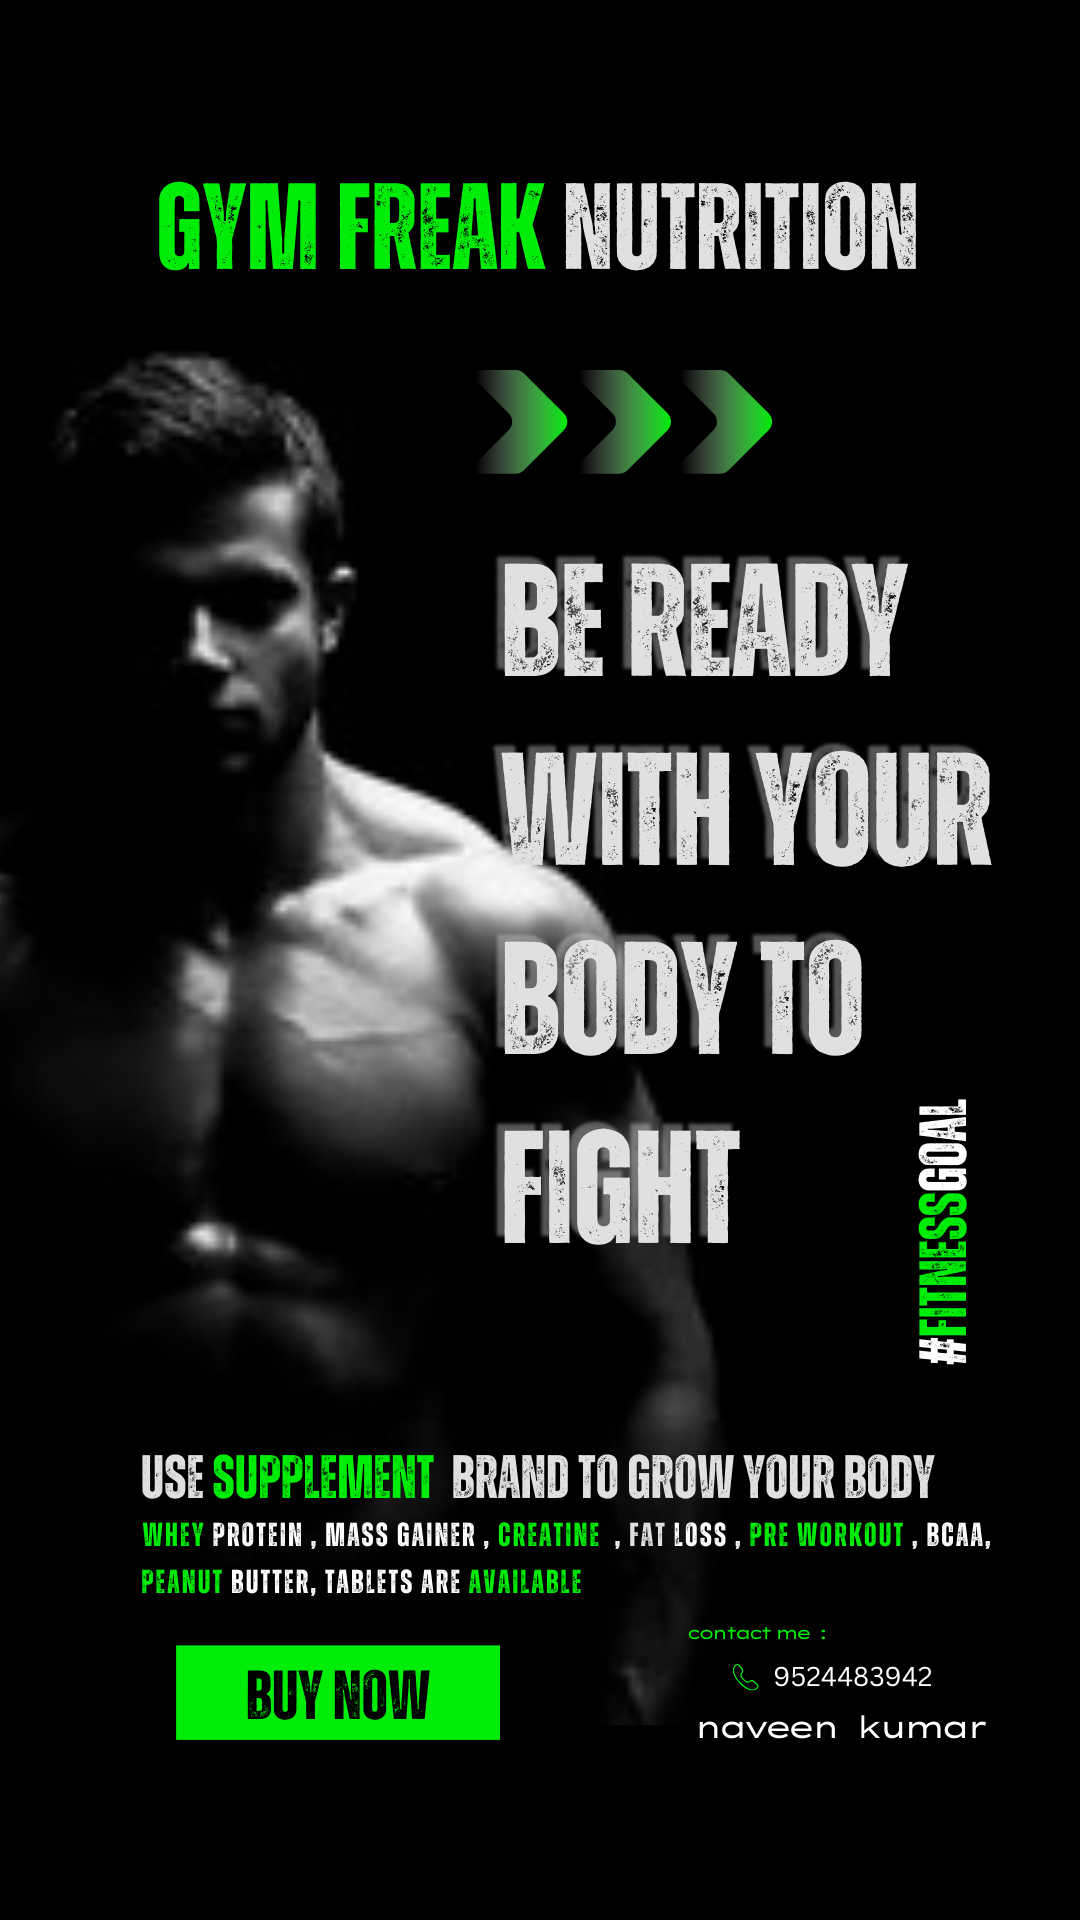 GYM FREAK NUTRITION
BE READY
WITH YOUR
BODY TO
FIGHT
#FITNESSGOAL
USE SUPPLEMENT BRAND TO GROW YOUR BODY
WHEY PROTEIN , MASS GAINER , CREATINE , FAT LOSS , PRE WORKOUT , BCAA,
PEANUT BUTTER, TABLETS ARE AVAILABLE
BUY NOW
contact me :
9524483942
naveen kumar